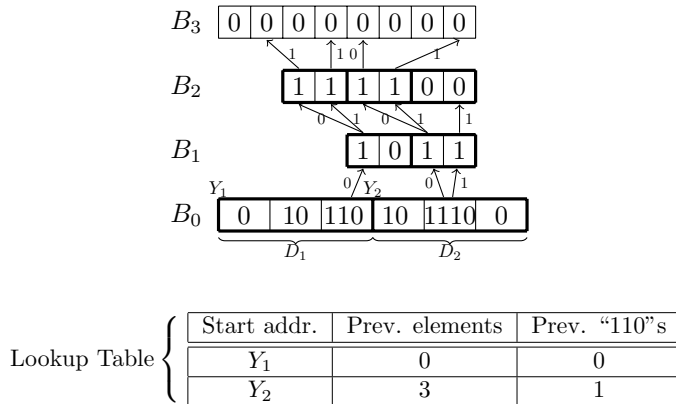 B3 0 0 0 0 0 0 0 0
1 1 0 1
B2 1 1 1 1 0 0
0 1 0 1 1
B1 1 0 1 1
Y1 0 Y2 0 1
B0 0 10 110 10 1110 0
D1 D2
Start addr. Prev. elements Prev. “110”s
Lookup Table
Y1 0 0
Y2 3 1